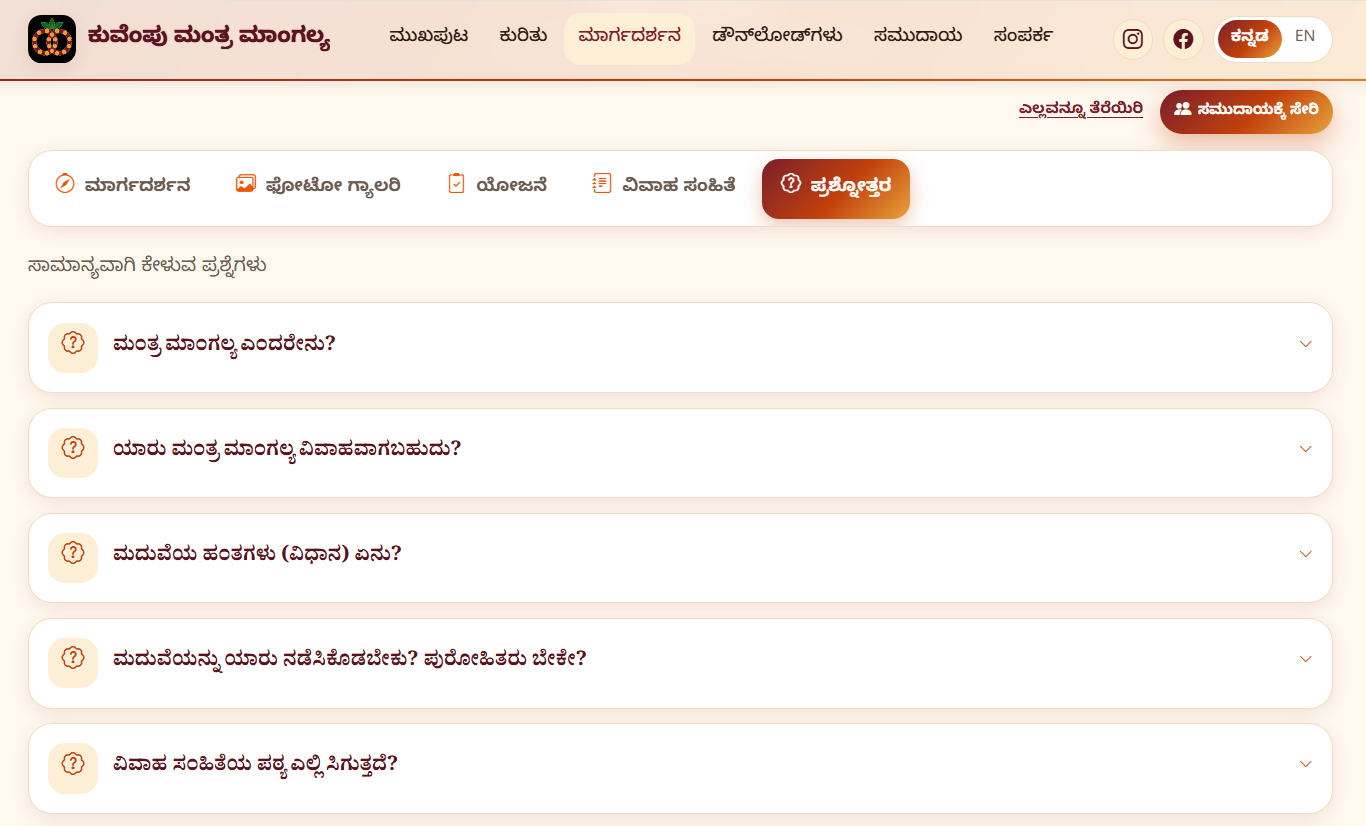 ಕುವೆಂಪು ಮಂತ್ರ ಮಾಂಗಲ್ಯ ಮುಖಪುಟ ಕುರಿತು ಮಾರ್ಗದರ್ಶನ ಡೌನ್‌ಲೋಡ್‌ಗಳು ಸಮುದಾಯ ಸಂಪರ್ಕ ಕನ್ನಡ EN
ಎಲ್ಲವನ್ನೂ ತೆರೆಯಿರಿ ಸಮುದಾಯಕ್ಕೆ ಸೇರಿ
ಮಾರ್ಗದರ್ಶನ ಫೋಟೋ ಗ್ಯಾಲರಿ ಯೋಜನೆ ವಿವಾಹ ಸಂಹಿತೆ ಪ್ರಶ್ನೋತ್ತರ
ಸಾಮಾನ್ಯವಾಗಿ ಕೇಳುವ ಪ್ರಶ್ನೆಗಳು
ಮಂತ್ರ ಮಾಂಗಲ್ಯ ಎಂದರೇನು?
ಯಾರು ಮಂತ್ರ ಮಾಂಗಲ್ಯ ವಿವಾಹವಾಗಬಹುದು?
ಮದುವೆಯ ಹಂತಗಳು (ವಿಧಾನ) ಏನು?
ಮದುವೆಯನ್ನು ಯಾರು ನಡೆಸಿಕೊಡಬೇಕು? ಪುರೋಹಿತರು ಬೇಕೇ?
ವಿವಾಹ ಸಂಹಿತೆಯ ಪಠ್ಯ ಎಲ್ಲಿ ಸಿಗುತ್ತದೆ?